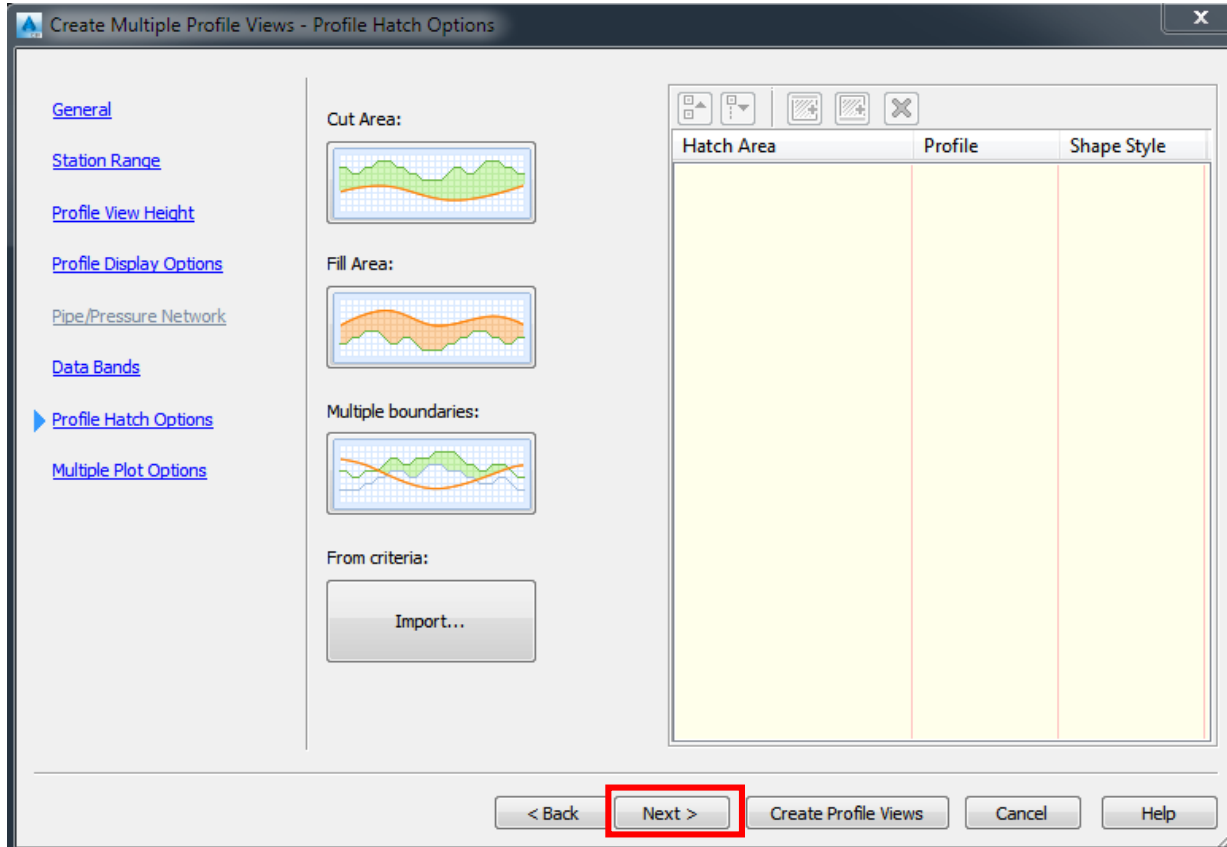 Create Multiple Profile Views - Profile Hatch Options
General
Station Range
Profile View Height
Profile Display Options
Pipe/Pressure Network
Data Bands
Profile Hatch Options
Multiple Plot Options
Cut Area:
Fill Area:
Multiple boundaries:
From criteria:
Import...
Hatch Area Profile Shape Style
< Back Next > Create Profile Views Cancel Help